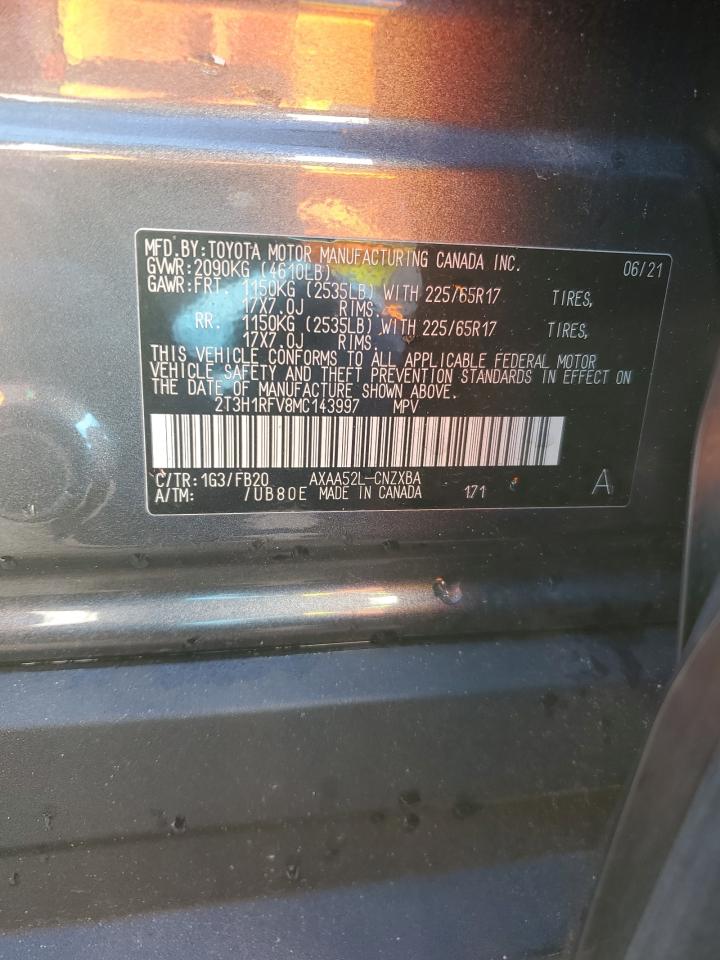 MFD.BY:TOYOTA MOTOR MANUFACTURING CANADA INC. 06/21
GVWR:2090KG (4610LB)
GAWR:FRT. 1150KG (2535LB) WITH 225/65R17 TIRES,
17X7.0J RIMS.
RR. 1150KG (2535LB) WITH 225/65R17 TIRES,
17X7.0J RIMS.
THIS VEHICLE CONFORMS TO ALL APPLICABLE FEDERAL MOTOR
VEHICLE SAFETY AND THEFT PREVENTION STANDARDS IN EFFECT ON
THE DATE OF MANUFACTURE SHOWN ABOVE.
2T3H1RFV8MC143997 MPV
C/TR:1G3/FB20 AXAA52L-CNZXBA
A/TM: /UB80E MADE IN CANADA 171 A